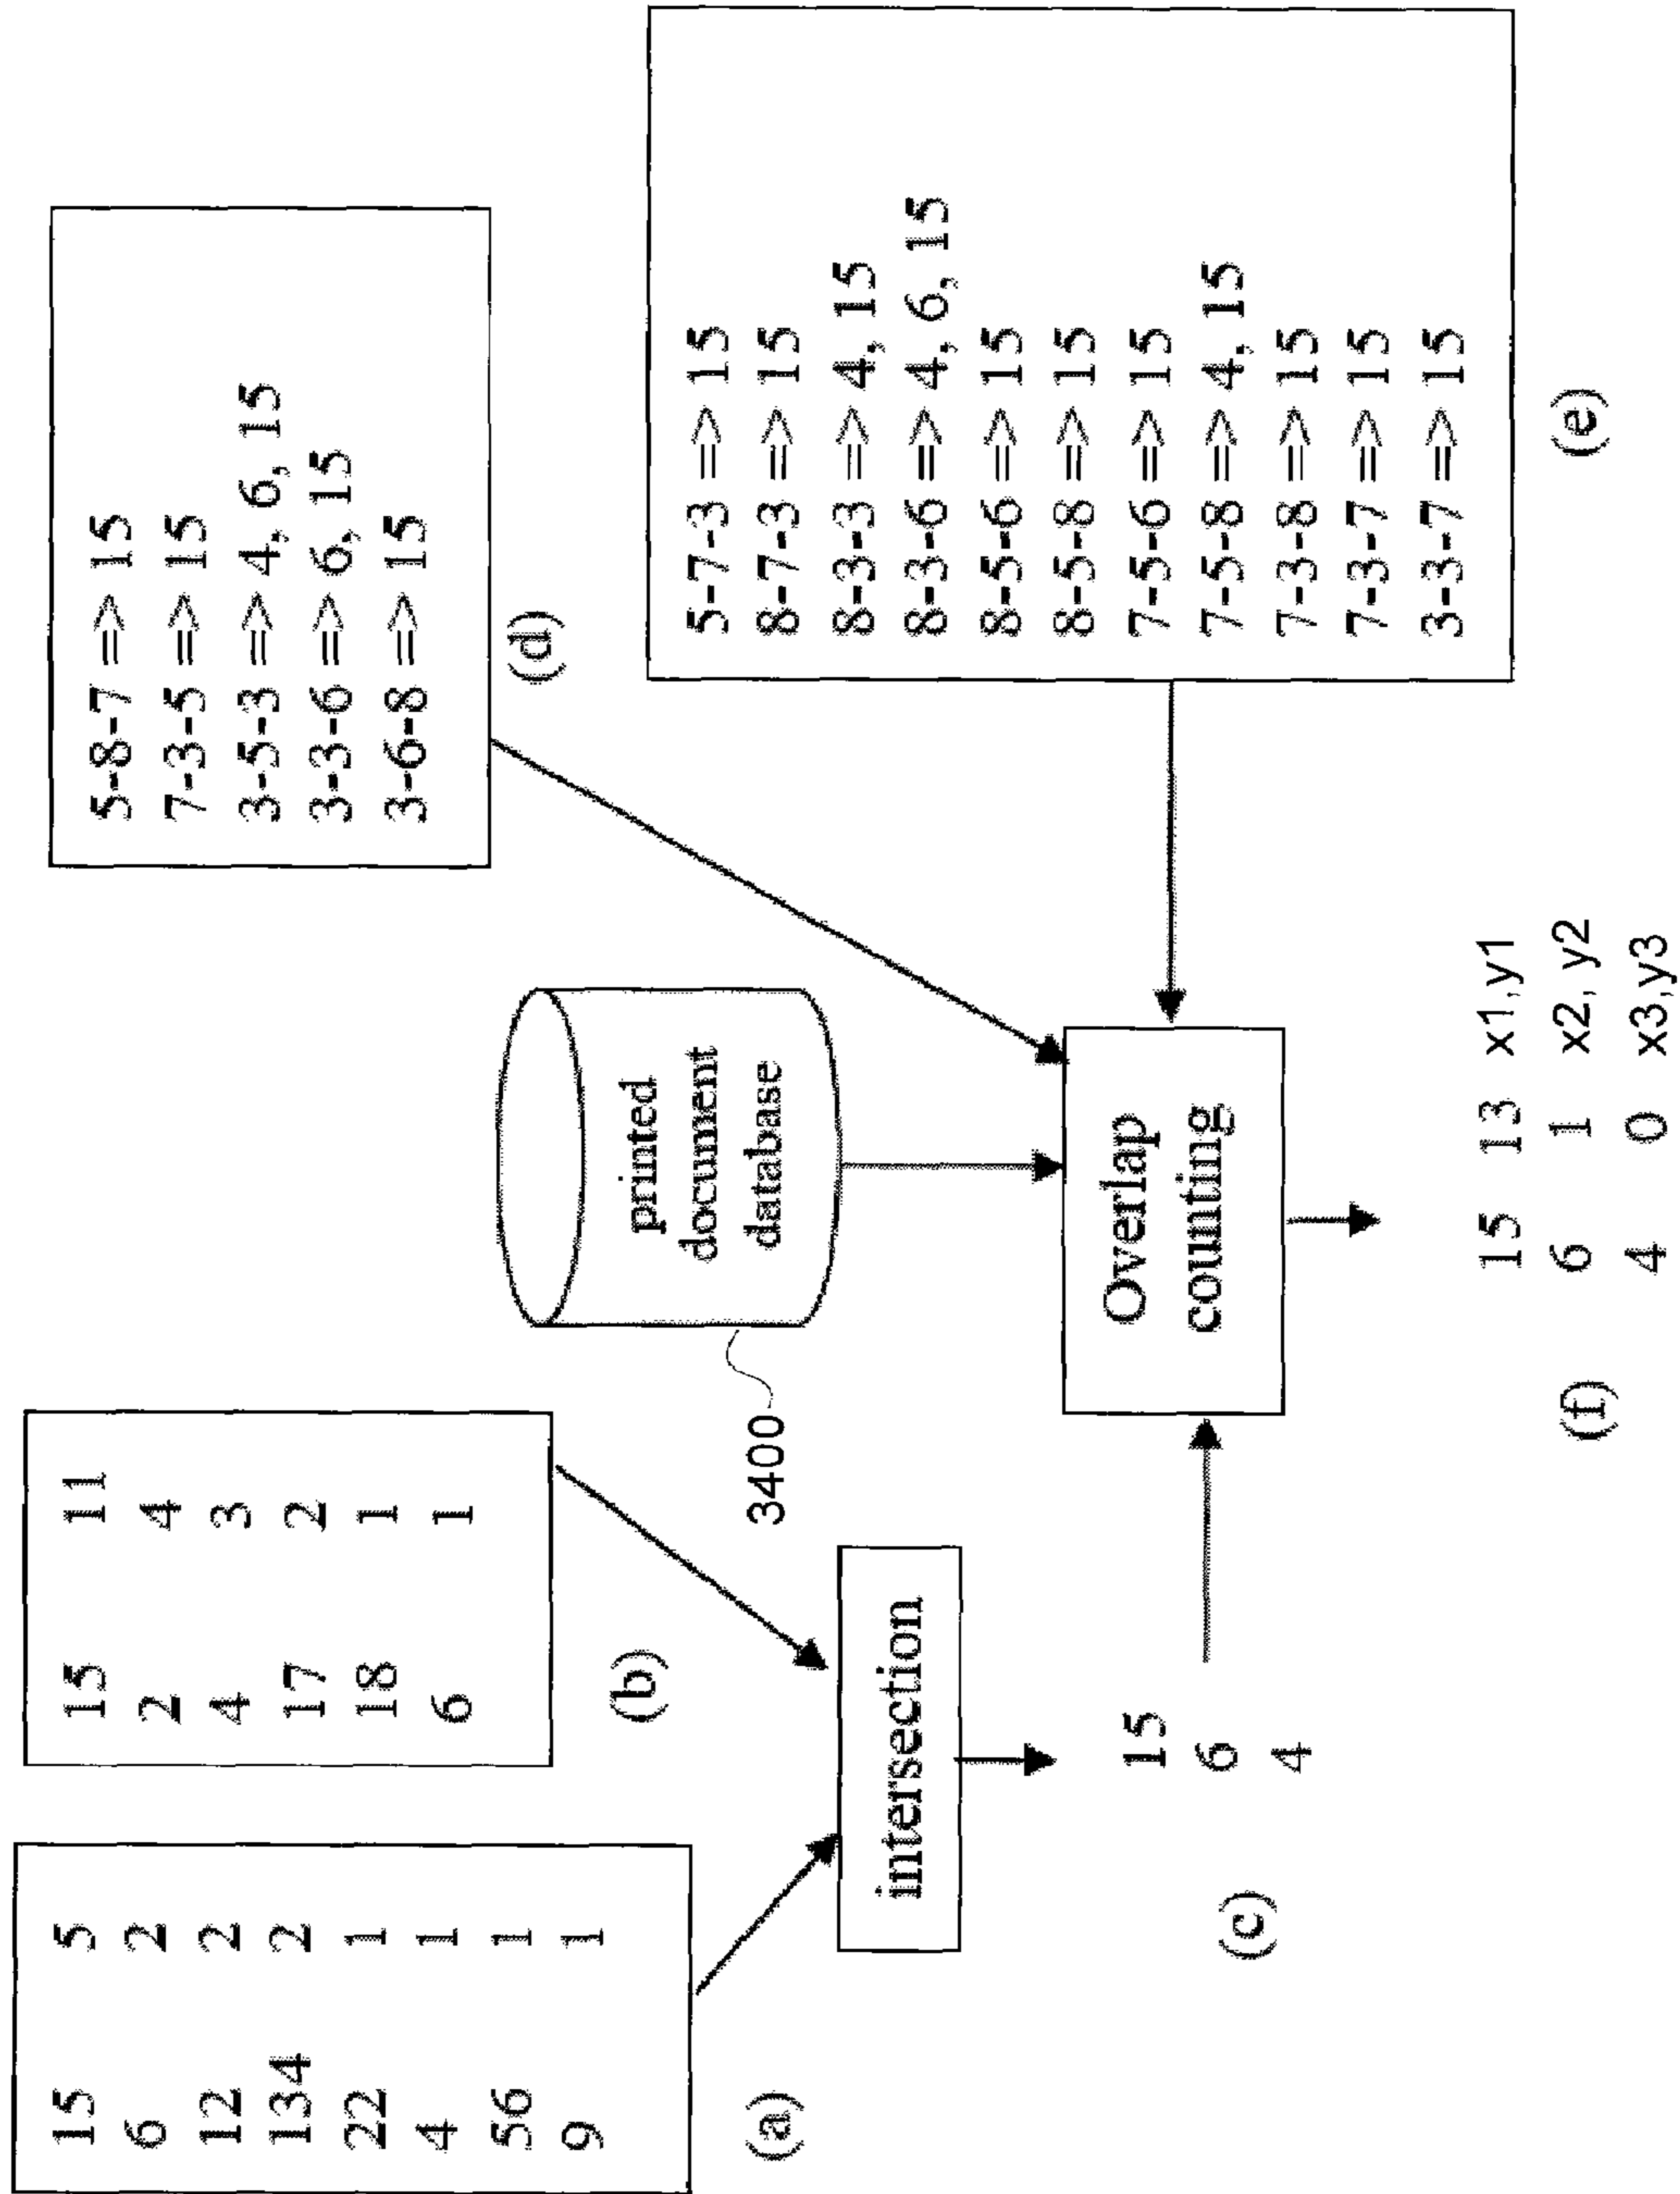 15 5
6 2
12 2
134 2
22 1
4 1
56 1
9 1
(a)
15 11
2 4
4 3
17 2
18 1
6 1
(b)
intersection
15
6
4
(c)
3400
printed
document
database
5-8-7 => 15
7-3-5 => 15
3-5-3 => 4, 6, 15
3-3-6 => 6, 15
3-6-8 => 15
(d)
5-7-3 => 15
8-7-3 => 15
8-3-3 => 4, 15
8-3-6 => 4, 6, 15
8-5-6 => 15
8-5-8 => 15
7-5-6 => 15
7-5-8 => 4, 15
7-3-8 => 15
7-3-7 => 15
3-3-7 => 15
(e)
Overlap
counting
15 13 x1,y1
6 1 x2, y2
4 0 x3,y3
(f)